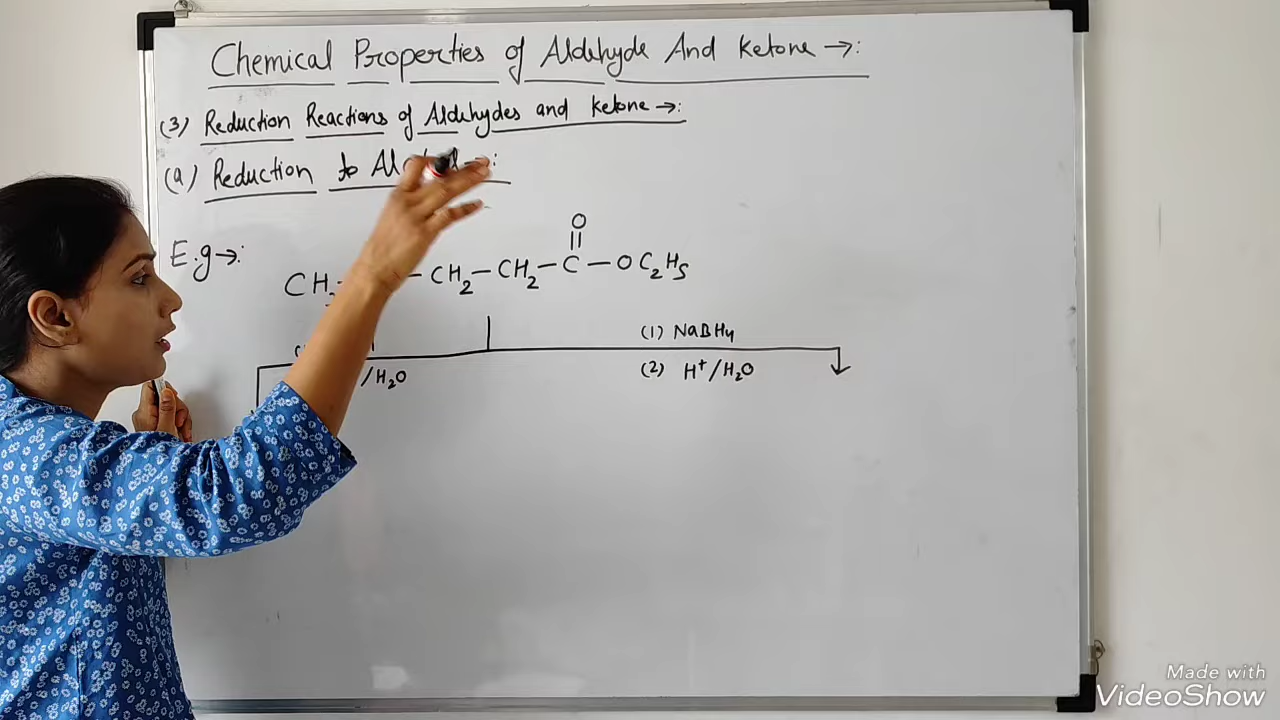 Chemical Properties of Aldehyde And Ketone →:
(3) Reduction Reactions of Aldehydes and Ketone →:
(a) Reduction to →:
E.g →:
O
CH – CH₂ – CH₂ – C – OC₂H₅
(1) NaBH₄
/H₂O (2) H⁺/H₂O
Made with
VideoShow